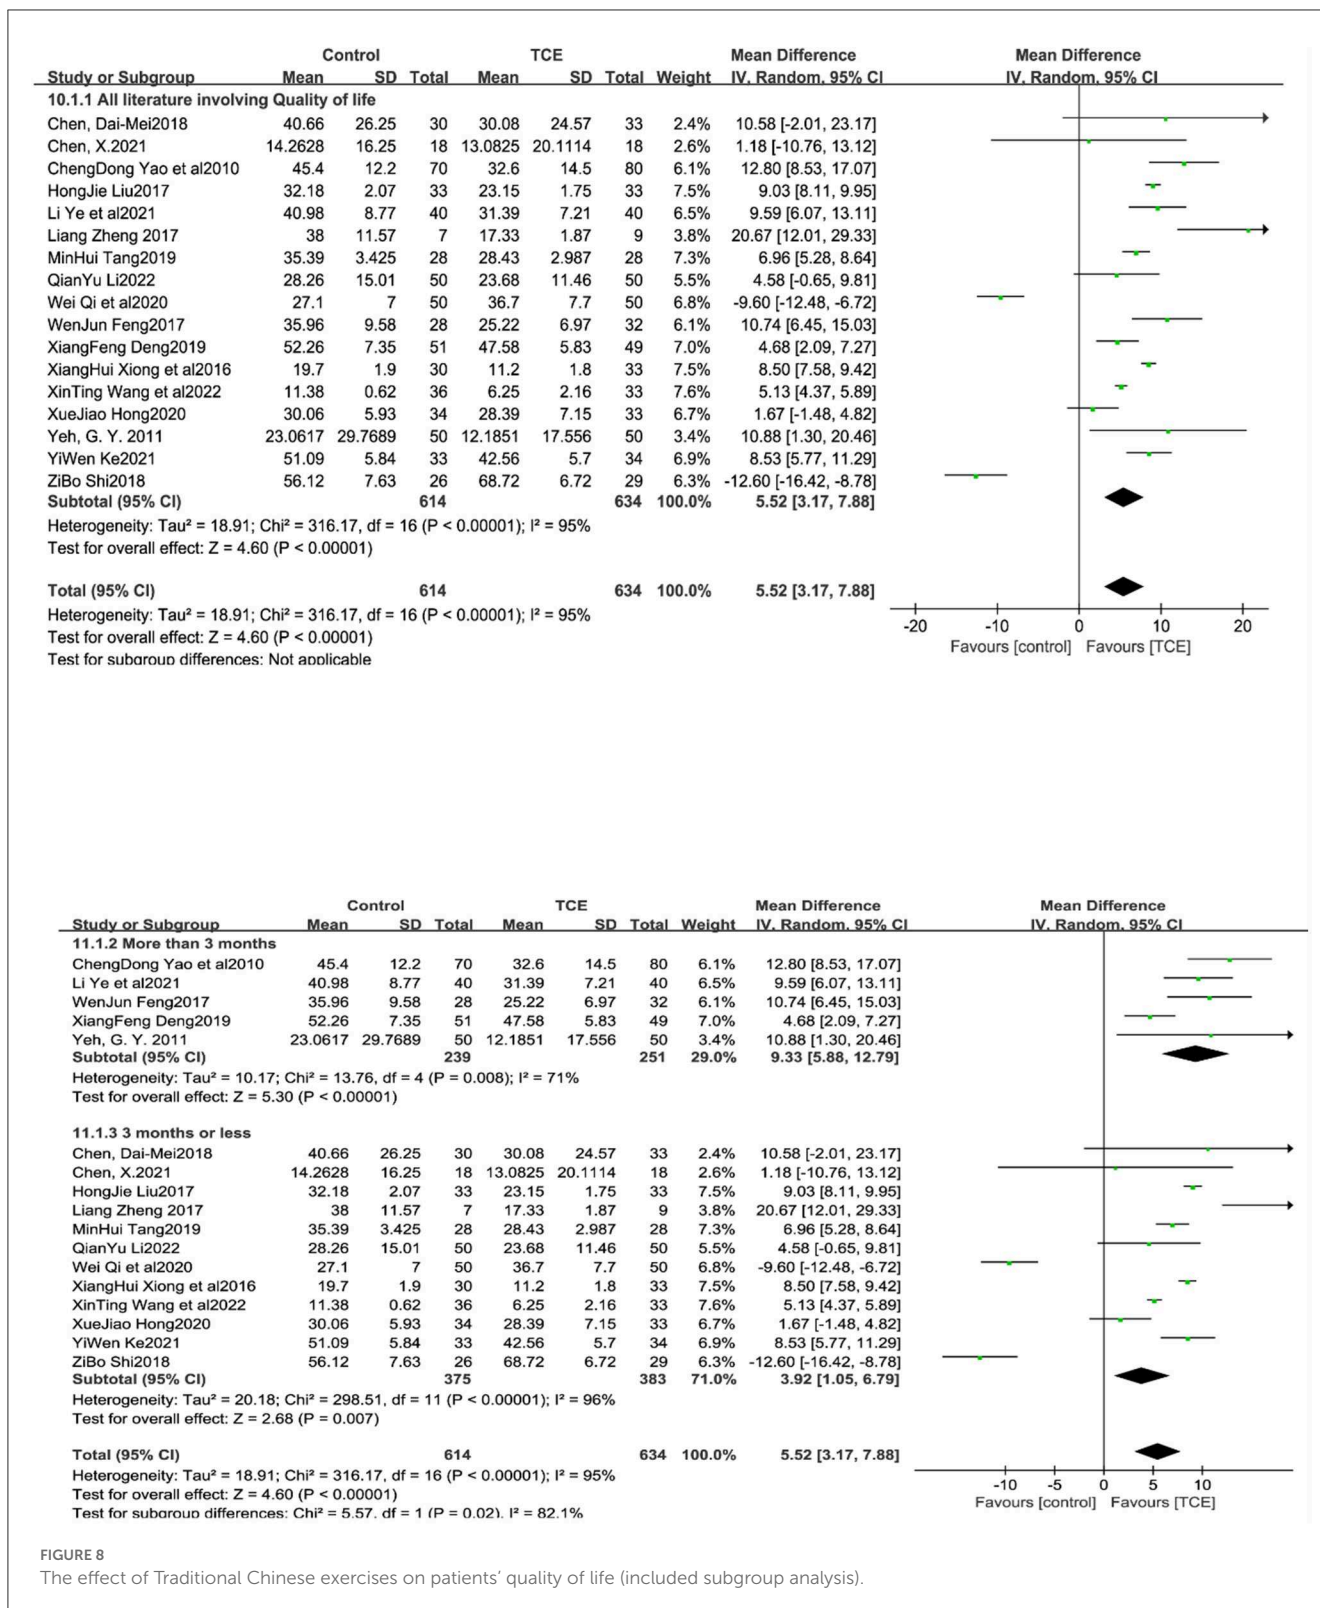 Control TCE Mean Difference Mean Difference
Study or Subgroup Mean SD Total Mean SD Total Weight IV, Random, 95% CI IV, Random, 95% CI
10.1.1 All literature involving Quality of life
Chen, Dai-Mei2018 40.66 26.25 30 30.08 24.57 33 2.4% 10.58 [-2.01, 23.17]
Chen, X.2021 14.2628 16.25 18 13.0825 20.1114 18 2.6% 1.18 [-10.76, 13.12]
ChengDong Yao et al2010 45.4 12.2 70 32.6 14.5 80 6.1% 12.80 [8.53, 17.07]
HongJie Liu2017 32.18 2.07 33 23.15 1.75 33 7.5% 9.03 [8.11, 9.95]
Li Ye et al2021 40.98 8.77 40 31.39 7.21 40 6.5% 9.59 [6.07, 13.11]
Liang Zheng 2017 38 11.57 7 17.33 1.87 9 3.8% 20.67 [12.01, 29.33]
MinHui Tang2019 35.39 3.425 28 28.43 2.987 28 7.3% 6.96 [5.28, 8.64]
QianYu Li2022 28.26 15.01 50 23.68 11.46 50 5.5% 4.58 [-0.65, 9.81]
Wei Qi et al2020 27.1 7 50 36.7 7.7 50 6.8% -9.60 [-12.48, -6.72]
WenJun Feng2017 35.96 9.58 28 25.22 6.97 32 6.1% 10.74 [6.45, 15.03]
XiangFeng Deng2019 52.26 7.35 51 47.58 5.83 49 7.0% 4.68 [2.09, 7.27]
XiangHui Xiong et al2016 19.7 1.9 30 11.2 1.8 33 7.5% 8.50 [7.58, 9.42]
XinTing Wang et al2022 11.38 0.62 36 6.25 2.16 33 7.6% 5.13 [4.37, 5.89]
XueJiao Hong2020 30.06 5.93 34 28.39 7.15 33 6.7% 1.67 [-1.48, 4.82]
Yeh, G. Y. 2011 23.0617 29.7689 50 12.1851 17.556 50 3.4% 10.88 [1.30, 20.46]
YiWen Ke2021 51.09 5.84 33 42.56 5.7 34 6.9% 8.53 [5.77, 11.29]
ZiBo Shi2018 56.12 7.63 26 68.72 6.72 29 6.3% -12.60 [-16.42, -8.78]
Subtotal (95% CI) 614 634 100.0% 5.52 [3.17, 7.88]
Heterogeneity: Tau² = 18.91; Chi² = 316.17, df = 16 (P < 0.00001); I² = 95%
Test for overall effect: Z = 4.60 (P < 0.00001)
Total (95% CI) 614 634 100.0% 5.52 [3.17, 7.88]
Heterogeneity: Tau² = 18.91; Chi² = 316.17, df = 16 (P < 0.00001); I² = 95%
Test for overall effect: Z = 4.60 (P < 0.00001)
Test for subgroup differences: Not applicable
-20 -10 0 10 20
Favours [control] Favours [TCE]
Control TCE Mean Difference Mean Difference
Study or Subgroup Mean SD Total Mean SD Total Weight IV, Random, 95% CI IV, Random, 95% CI
11.1.2 More than 3 months
ChengDong Yao et al2010 45.4 12.2 70 32.6 14.5 80 6.1% 12.80 [8.53, 17.07]
Li Ye et al2021 40.98 8.77 40 31.39 7.21 40 6.5% 9.59 [6.07, 13.11]
WenJun Feng2017 35.96 9.58 28 25.22 6.97 32 6.1% 10.74 [6.45, 15.03]
XiangFeng Deng2019 52.26 7.35 51 47.58 5.83 49 7.0% 4.68 [2.09, 7.27]
Yeh, G. Y. 2011 23.0617 29.7689 50 12.1851 17.556 50 3.4% 10.88 [1.30, 20.46]
Subtotal (95% CI) 239 251 29.0% 9.33 [5.88, 12.79]
Heterogeneity: Tau² = 10.17; Chi² = 13.76, df = 4 (P = 0.008); I² = 71%
Test for overall effect: Z = 5.30 (P < 0.00001)
11.1.3 3 months or less
Chen, Dai-Mei2018 40.66 26.25 30 30.08 24.57 33 2.4% 10.58 [-2.01, 23.17]
Chen, X.2021 14.2628 16.25 18 13.0825 20.1114 18 2.6% 1.18 [-10.76, 13.12]
HongJie Liu2017 32.18 2.07 33 23.15 1.75 33 7.5% 9.03 [8.11, 9.95]
Liang Zheng 2017 38 11.57 7 17.33 1.87 9 3.8% 20.67 [12.01, 29.33]
MinHui Tang2019 35.39 3.425 28 28.43 2.987 28 7.3% 6.96 [5.28, 8.64]
QianYu Li2022 28.26 15.01 50 23.68 11.46 50 5.5% 4.58 [-0.65, 9.81]
Wei Qi et al2020 27.1 7 50 36.7 7.7 50 6.8% -9.60 [-12.48, -6.72]
XiangHui Xiong et al2016 19.7 1.9 30 11.2 1.8 33 7.5% 8.50 [7.58, 9.42]
XinTing Wang et al2022 11.38 0.62 36 6.25 2.16 33 7.6% 5.13 [4.37, 5.89]
XueJiao Hong2020 30.06 5.93 34 28.39 7.15 33 6.7% 1.67 [-1.48, 4.82]
YiWen Ke2021 51.09 5.84 33 42.56 5.7 34 6.9% 8.53 [5.77, 11.29]
ZiBo Shi2018 56.12 7.63 26 68.72 6.72 29 6.3% -12.60 [-16.42, -8.78]
Subtotal (95% CI) 375 383 71.0% 3.92 [1.05, 6.79]
Heterogeneity: Tau² = 20.18; Chi² = 298.51, df = 11 (P < 0.00001); I² = 96%
Test for overall effect: Z = 2.68 (P = 0.007)
Total (95% CI) 614 634 100.0% 5.52 [3.17, 7.88]
Heterogeneity: Tau² = 18.91; Chi² = 316.17, df = 16 (P < 0.00001); I² = 95%
Test for overall effect: Z = 4.60 (P < 0.00001)
Test for subgroup differences: Chi² = 5.57, df = 1 (P = 0.02), I² = 82.1%
-10 -5 0 5 10
Favours [control] Favours [TCE]
FIGURE 8
The effect of Traditional Chinese exercises on patients' quality of life (included subgroup analysis).